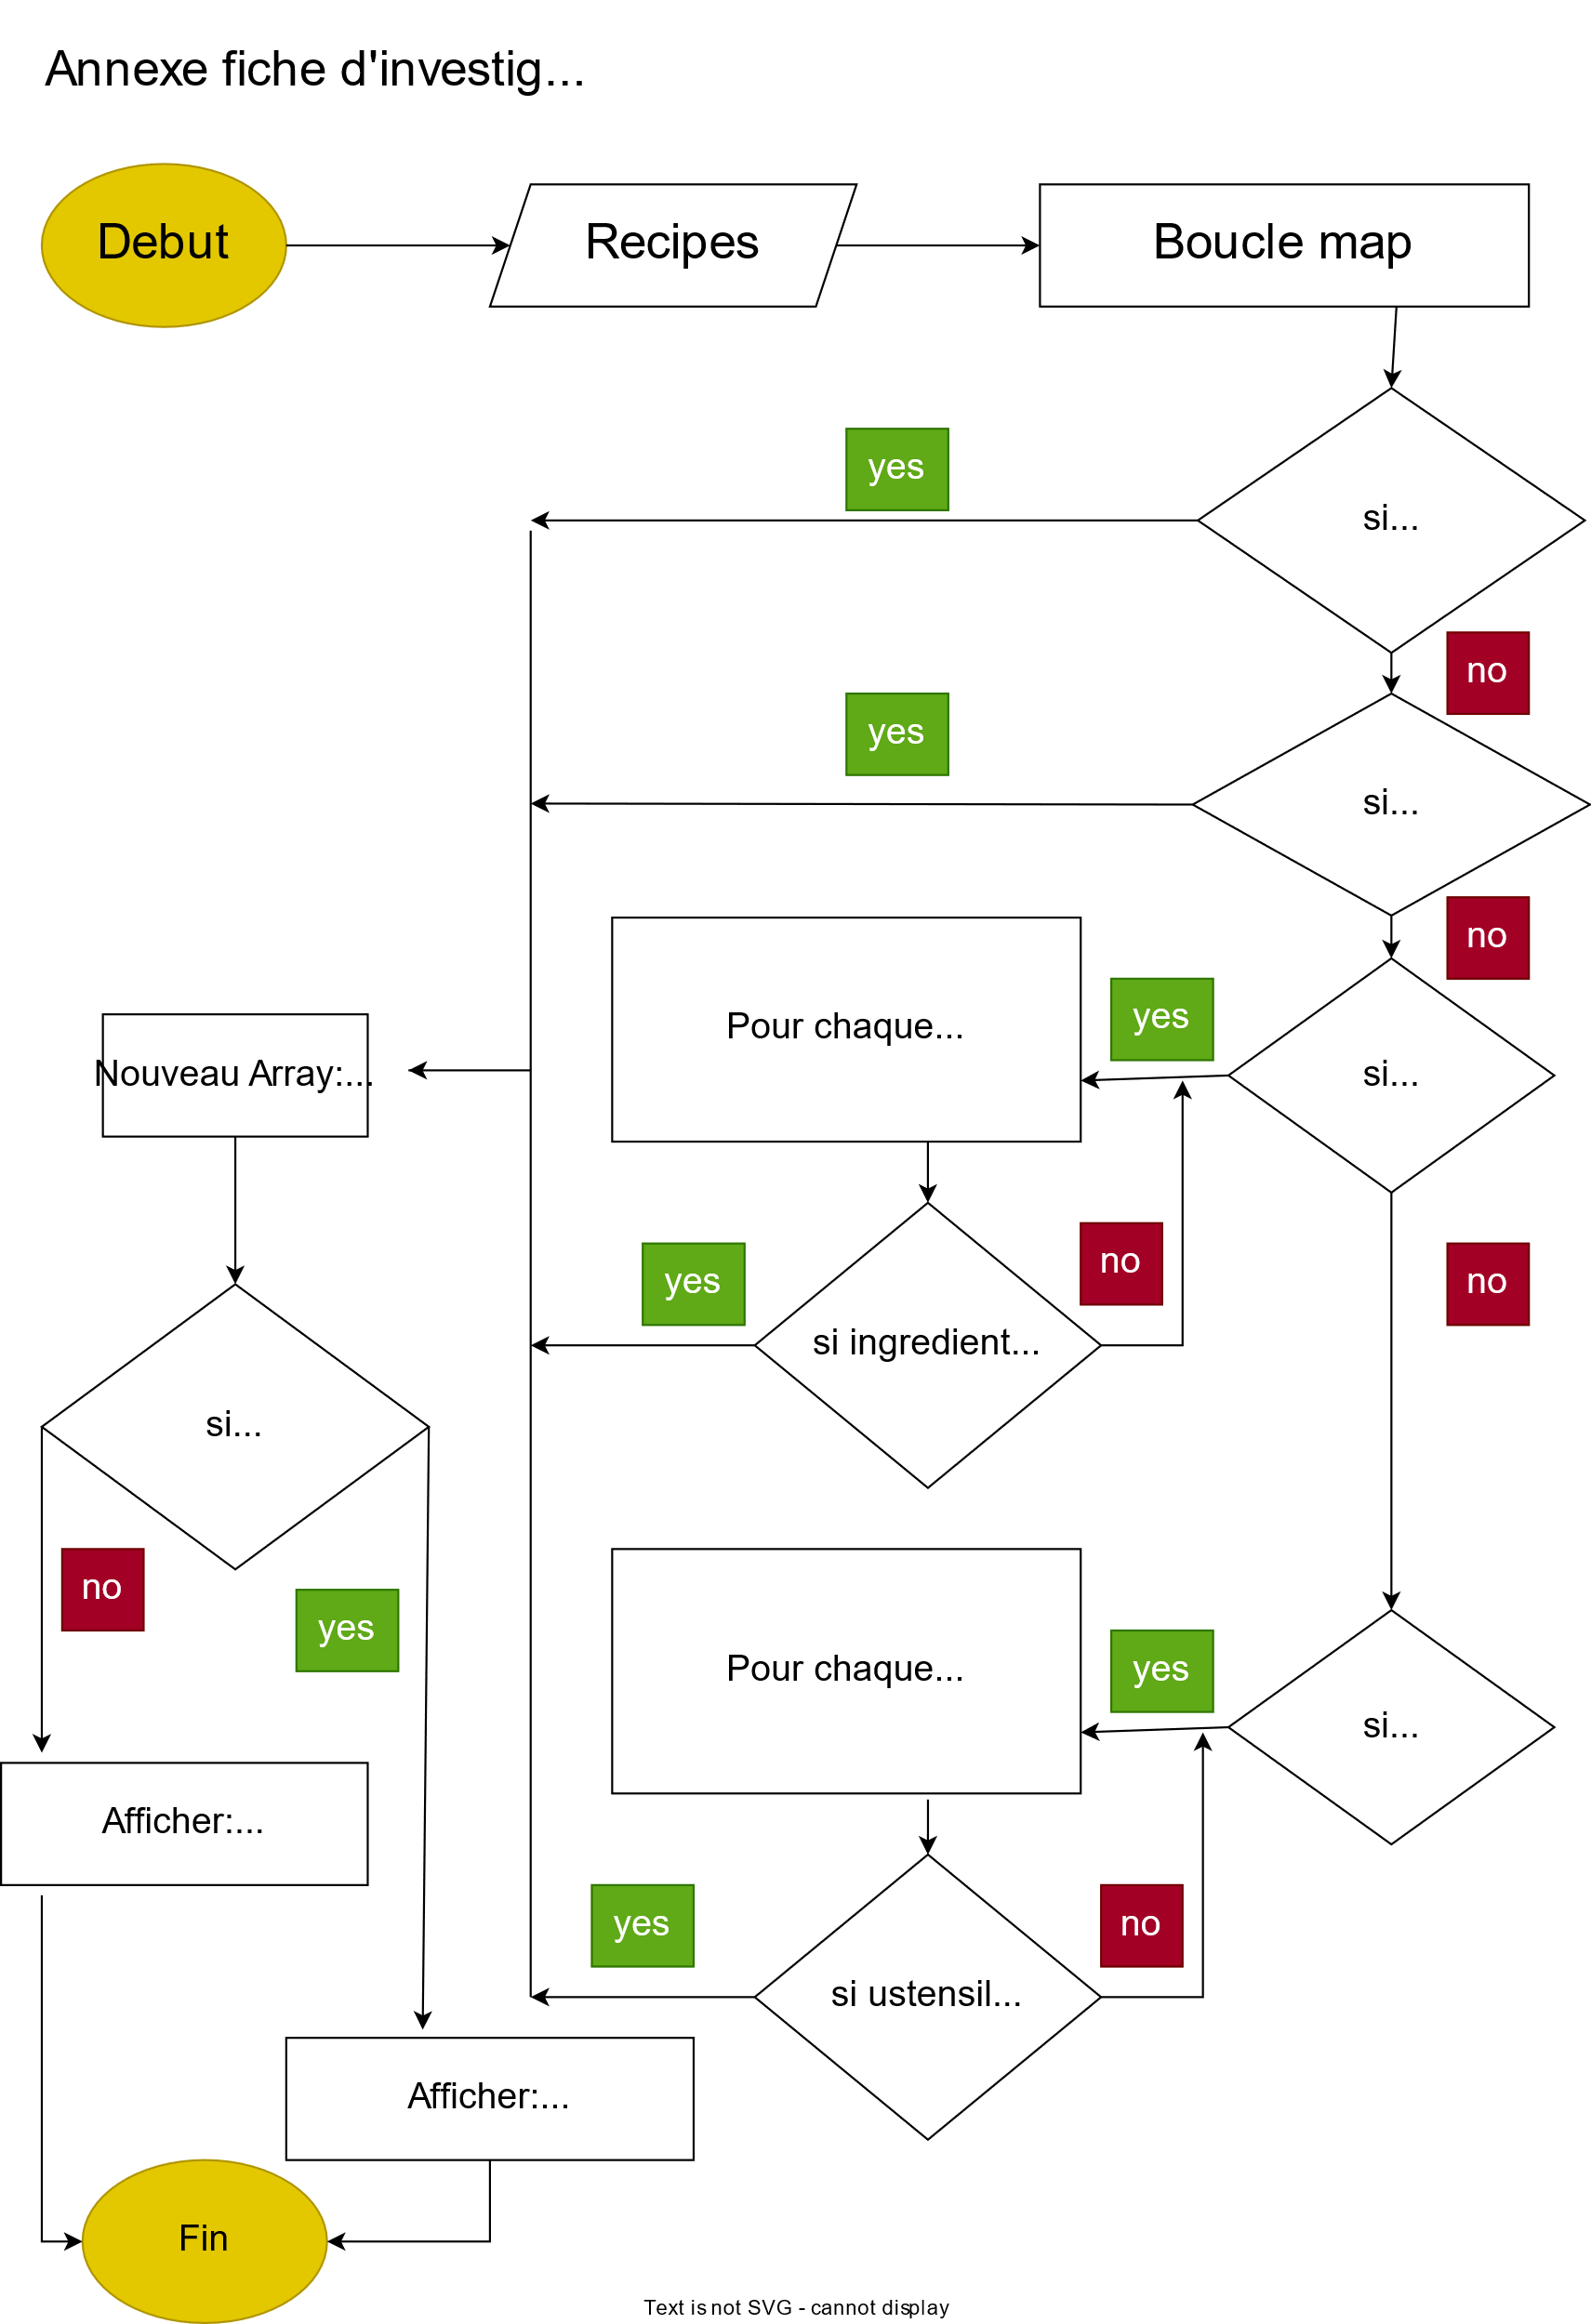 Annexe fiche d'investig...
Debut
Recipes
Boucle map
yes
si...
no
yes
si...
no
Pour chaque...
yes
si...
Nouveau Array:...
no
yes
si ingredient...
no
si...
no
yes
Pour chaque...
yes
si...
Afficher:...
yes
no
si ustensil...
Afficher:...
Fin
Text is not SVG - cannot display